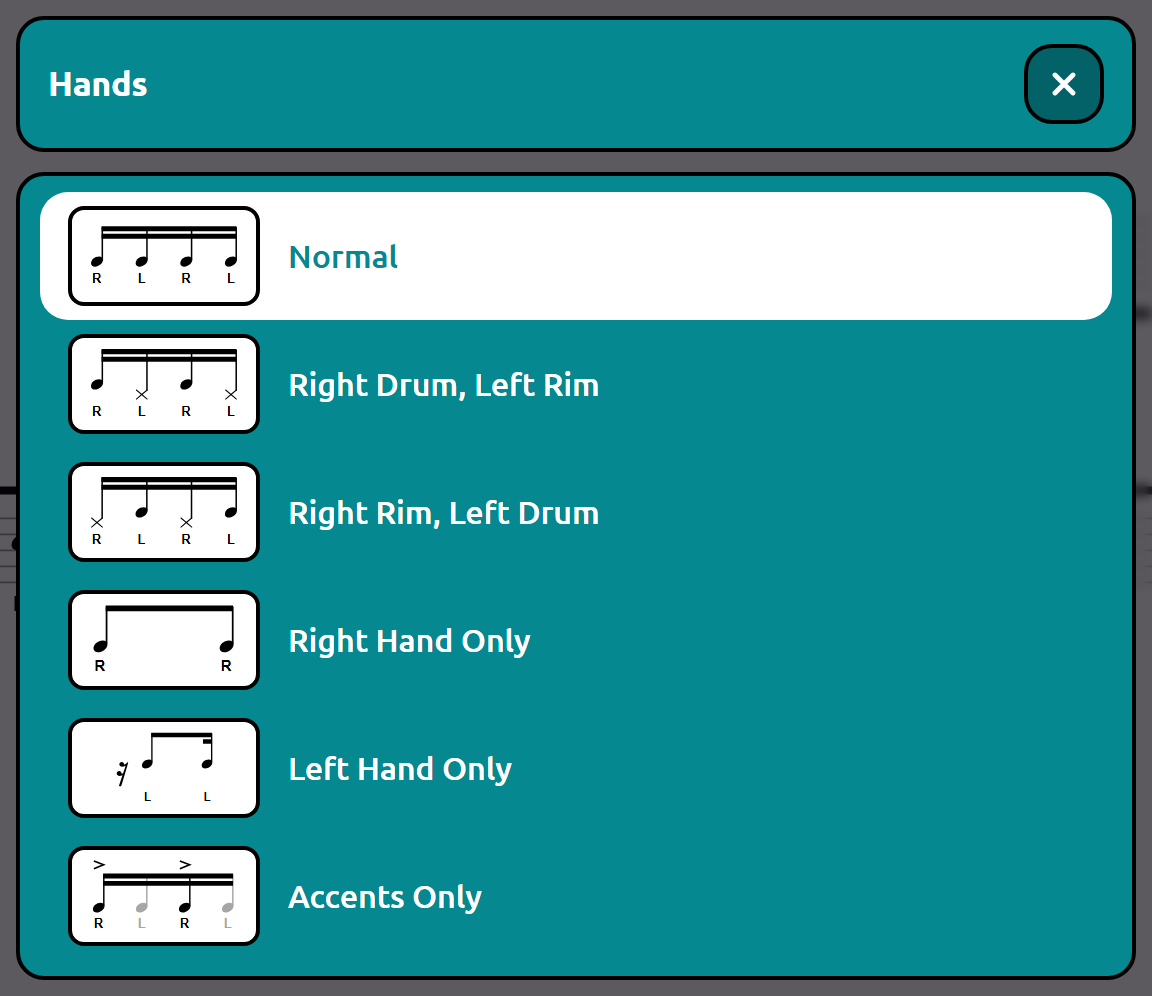 Hands
R L R L
Normal
R L R L
Right Drum, Left Rim
R L R L
Right Rim, Left Drum
R R
Right Hand Only
L L
Left Hand Only
R L R L
Accents Only